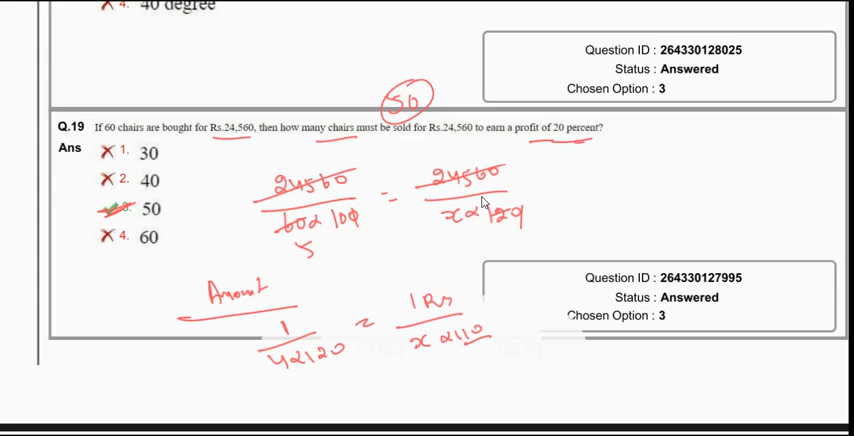 4. 40 degree
Question ID : 264330128025
Status : Answered
Chosen Option : 3
50
Q.19 If 60 chairs are bought for Rs.24,560, then how many chairs must be sold for Rs.24,560 to earn a profit of 20 percent?
Ans 1. 30
2. 40
3. 50
4. 60
24560 = 24560
60 x 100 x x 120
5
Question ID : 264330127995
Status : Answered
Chosen Option : 3
Amount
1 = 1 Rs
42120 x x 110